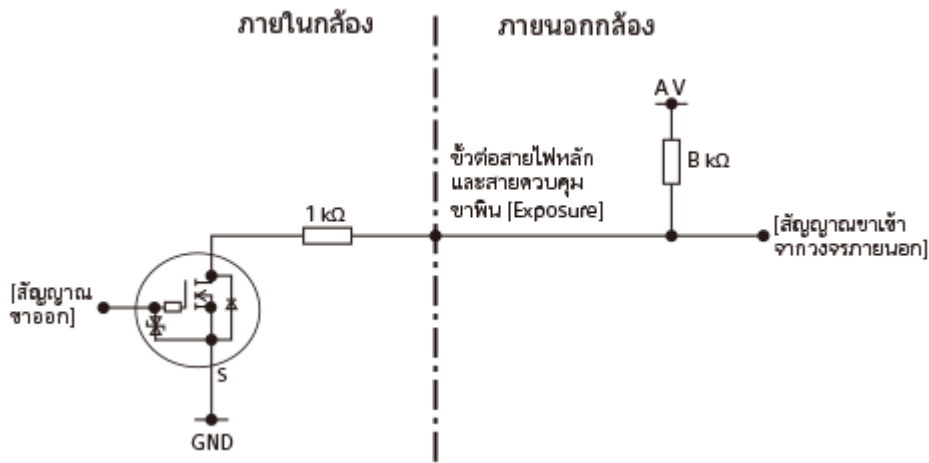 ภายในกล้อง
ภายนอกกล้อง
A V
B kΩ
ขั้วต่อสายไฟหลัก
และสายควบคุม
ขาพิน [Exposure]
1 kΩ
[สัญญาณขาเข้า
จากวงจรภายนอก]
[สัญญาณ
ขาออก]
S
GND